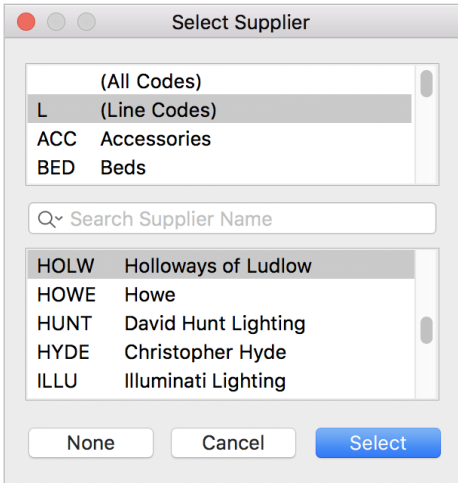 Select Supplier
(All Codes)
L (Line Codes)
ACC Accessories
BED Beds
Search Supplier Name
HOLW Holloways of Ludlow
HOWE Howe
HUNT David Hunt Lighting
HYDE Christopher Hyde
ILLU Illuminati Lighting
None Cancel Select